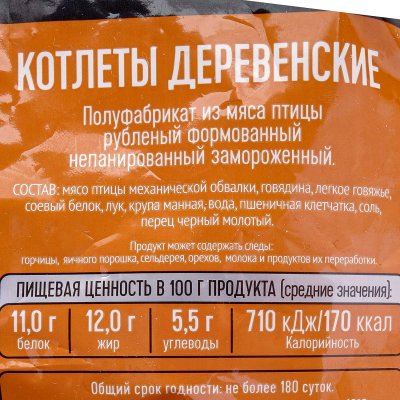 КОТЛЕТЫ ДЕРЕВЕНСКИЕ
Полуфабрикат из мяса птицы
рубленый формованный
непанированный замороженный.
СОСТАВ: мясо птицы механической обвалки, говядина, легкое говяжье,
соевый белок, лук, крупа манная, вода, пшеничная клетчатка, соль,
перец черный молотый.
Продукт может содержать следы:
горчицы, яичного порошка, сельдерея, орехов, молока и продуктов их переработки.
ПИЩЕВАЯ ЦЕННОСТЬ В 100 Г ПРОДУКТА (средние значения):
11,0 г 12,0 г 5,5 г 710 кДж/170 ккал
белок жир углеводы Калорийность
Общий срок годности: не более 180 суток.